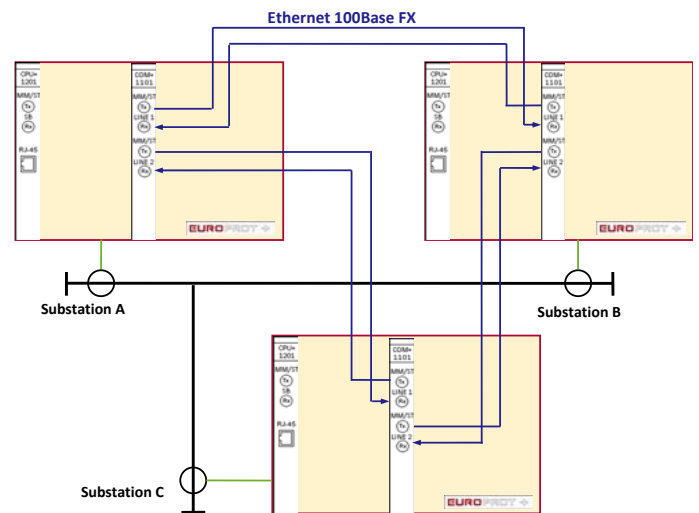 Ethernet 100Base FX
CPU+
1201
MM/ST
Tx
SB
Rx
RJ-45
COM+
1101
MM/ST
Tx
LINE 1
Rx
MM/ST
Tx
LINE 2
Rx
EUROPROT +
CPU+
1201
MM/ST
Tx
SB
Rx
RJ-45
COM+
1101
MM/ST
Tx
LINE 1
Rx
MM/ST
Tx
LINE 2
Rx
EUROPROT +
Substation A
Substation B
CPU+
1201
MM/ST
Tx
SB
Rx
RJ-45
COM+
1101
MM/ST
Tx
LINE 1
Rx
MM/ST
Tx
LINE 2
Rx
EUROPROT +
Substation C